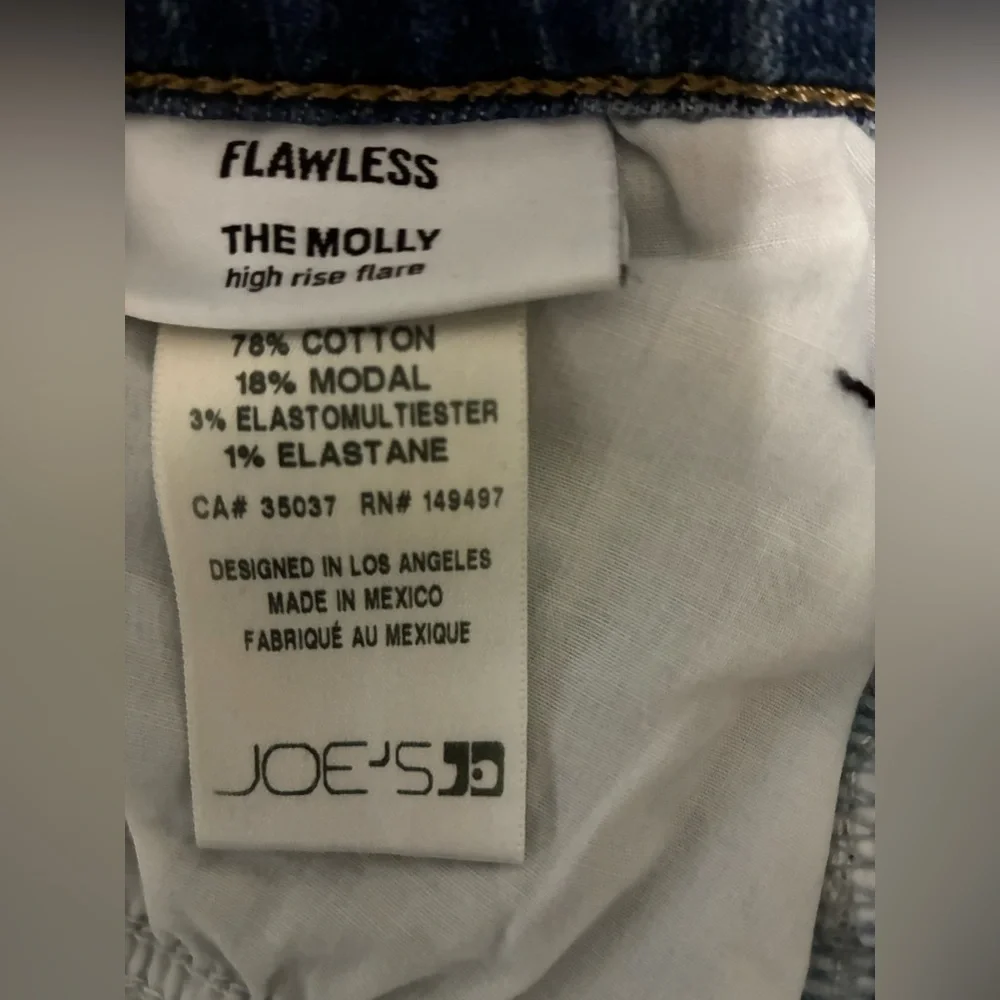 FLAWLESS
THE MOLLY
high rise flare
78% COTTON
18% MODAL
3% ELASTOMULTIESTER
1% ELASTANE
CA# 35037 RN# 149497
DESIGNED IN LOS ANGELES
MADE IN MEXICO
FABRIQUÉ AU MEXIQUE
JOE'S